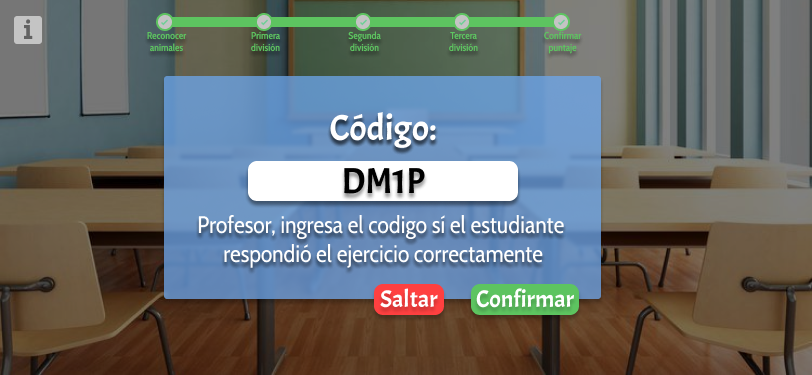 i
Reconocer animales
Primera división
Segunda división
Tercera división
Confirmar puntaje
Código:
DM1P
Profesor, ingresa el codigo sí el estudiante
respondió el ejercicio correctamente
Saltar
Confirmar